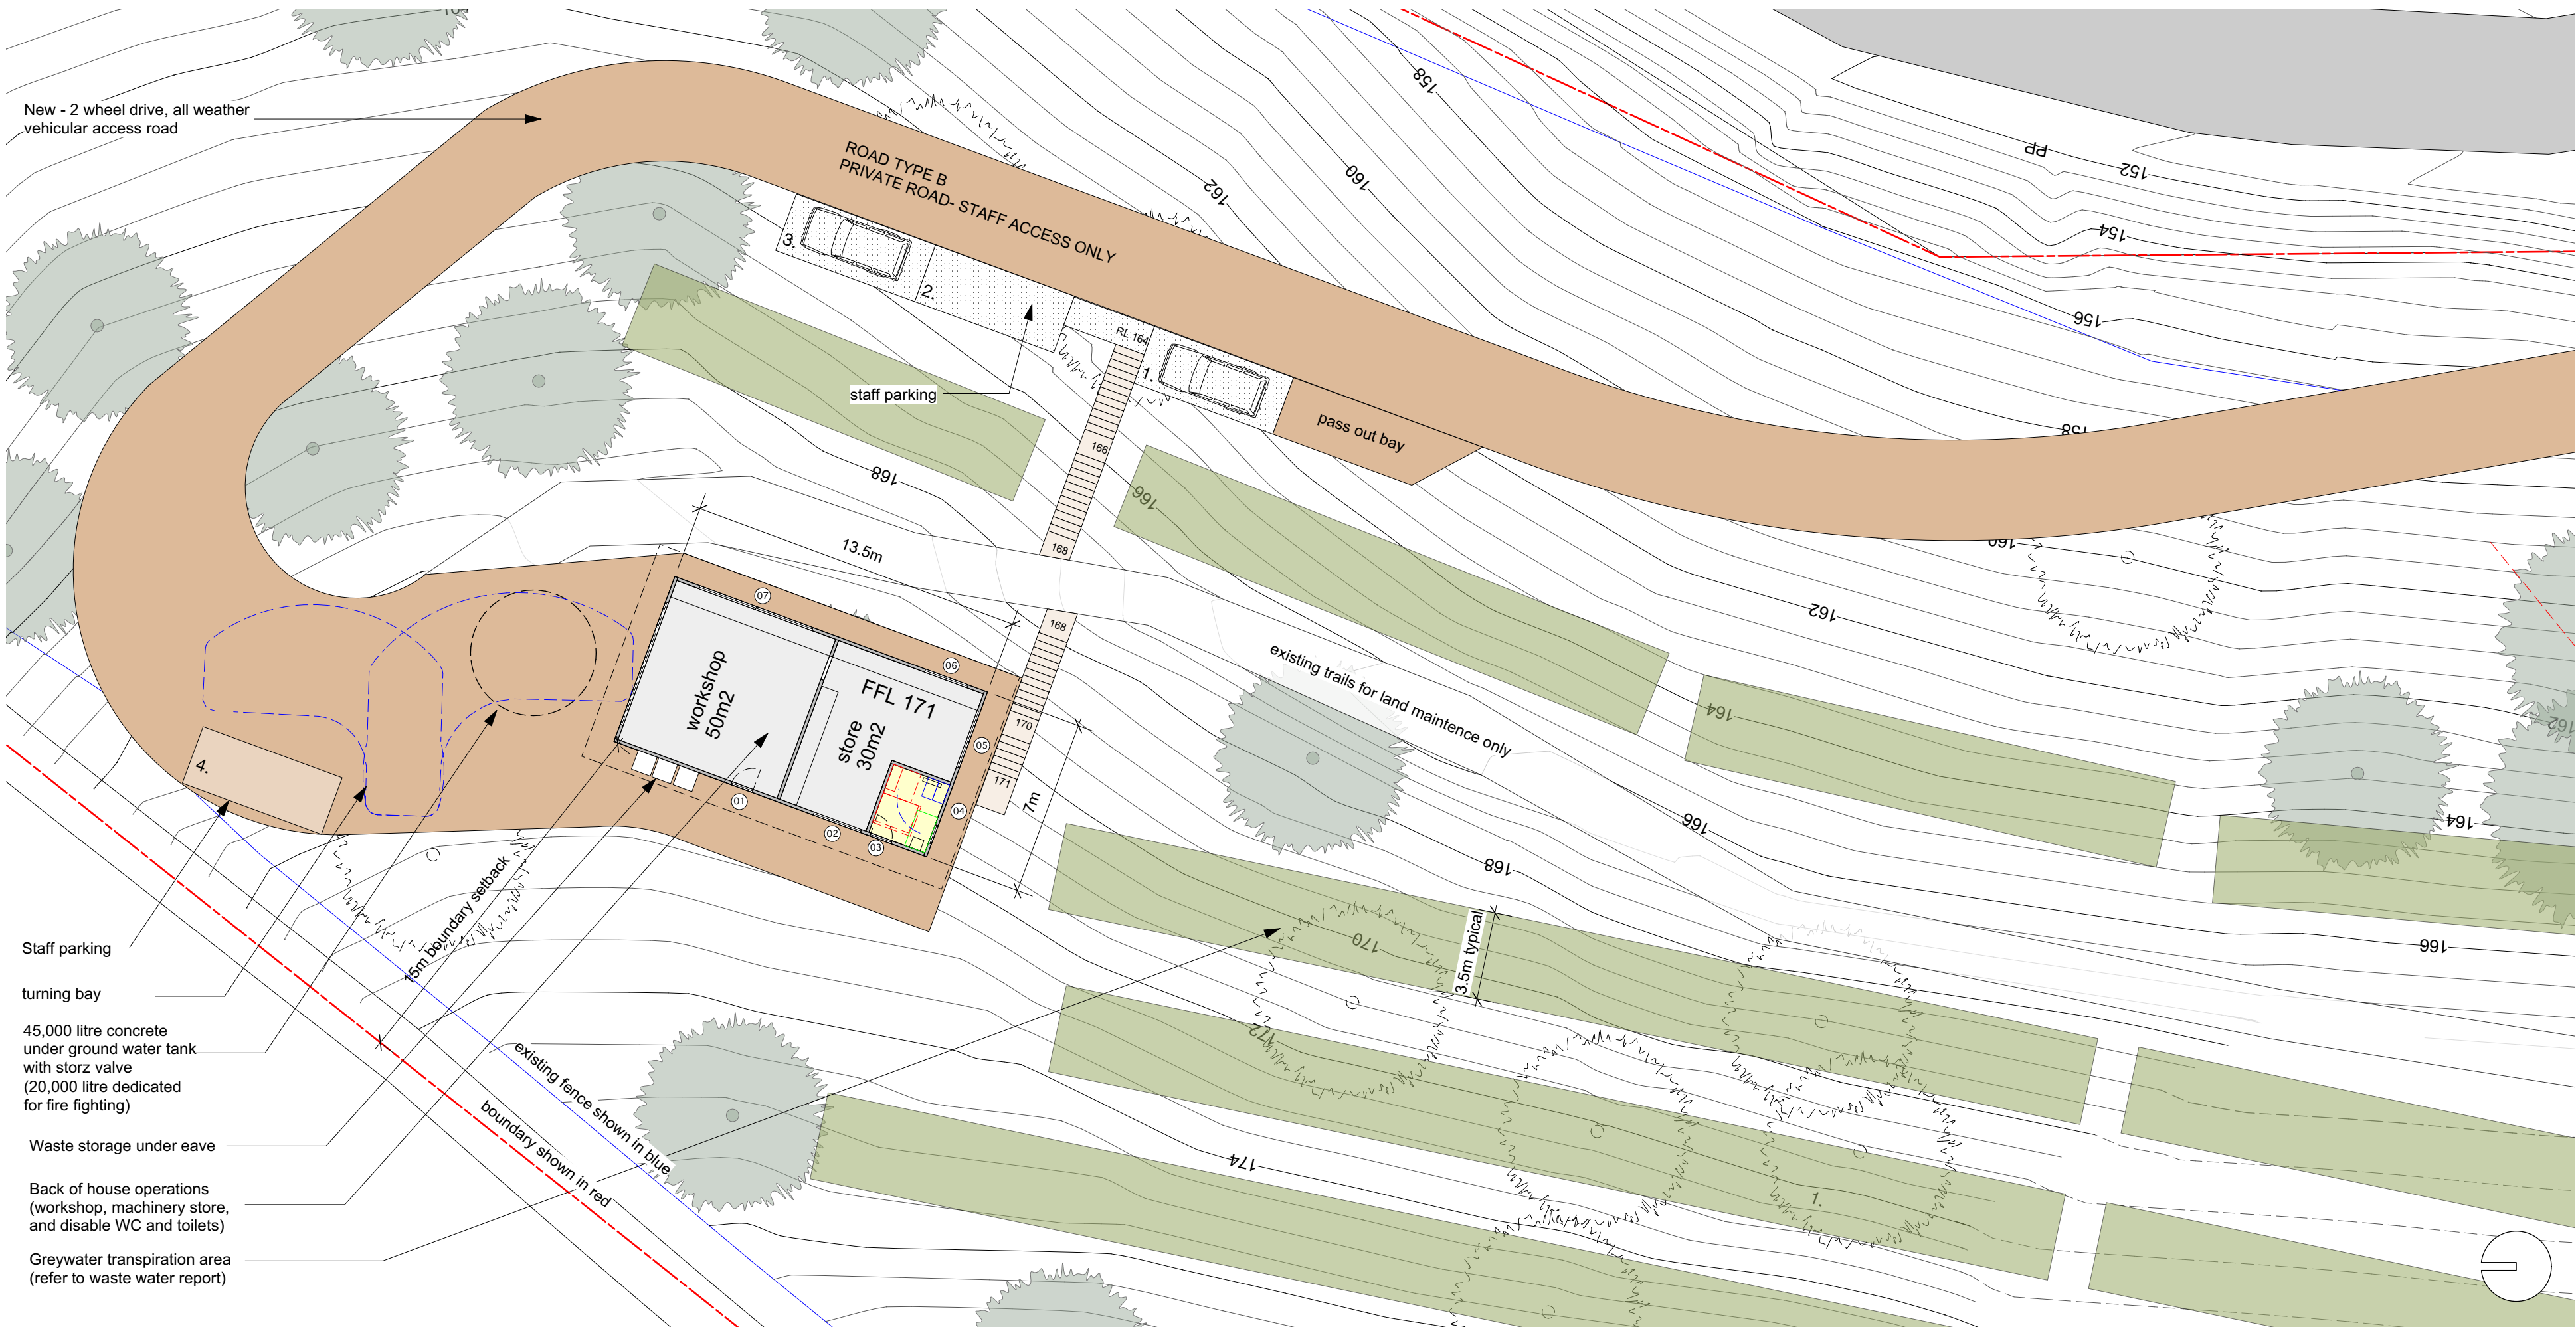 New - 2 wheel drive, all weather
vehicular access road
ROAD TYPE B
PRIVATE ROAD- STAFF ACCESS ONLY
158
160
162
PP
152
154
156
158
160
3.
2.
RL 164
1.
staff parking
pass out bay
166
168
168
166
13.5m
168
170
171
7m
07
06
05
04
03
02
01
workshop
50m2
FFL 171
store
30m2
4.
existing trails for land maintence only
162
164
162
164
166
166
168
170
172
174
3.5m typical
1.
15m boundary setback
existing fence shown in blue
boundary shown in red
Staff parking
turning bay
45,000 litre concrete
under ground water tank
with storz valve
(20,000 litre dedicated
for fire fighting)
Waste storage under eave
Back of house operations
(workshop, machinery store,
and disable WC and toilets)
Greywater transpiration area
(refer to waste water report)